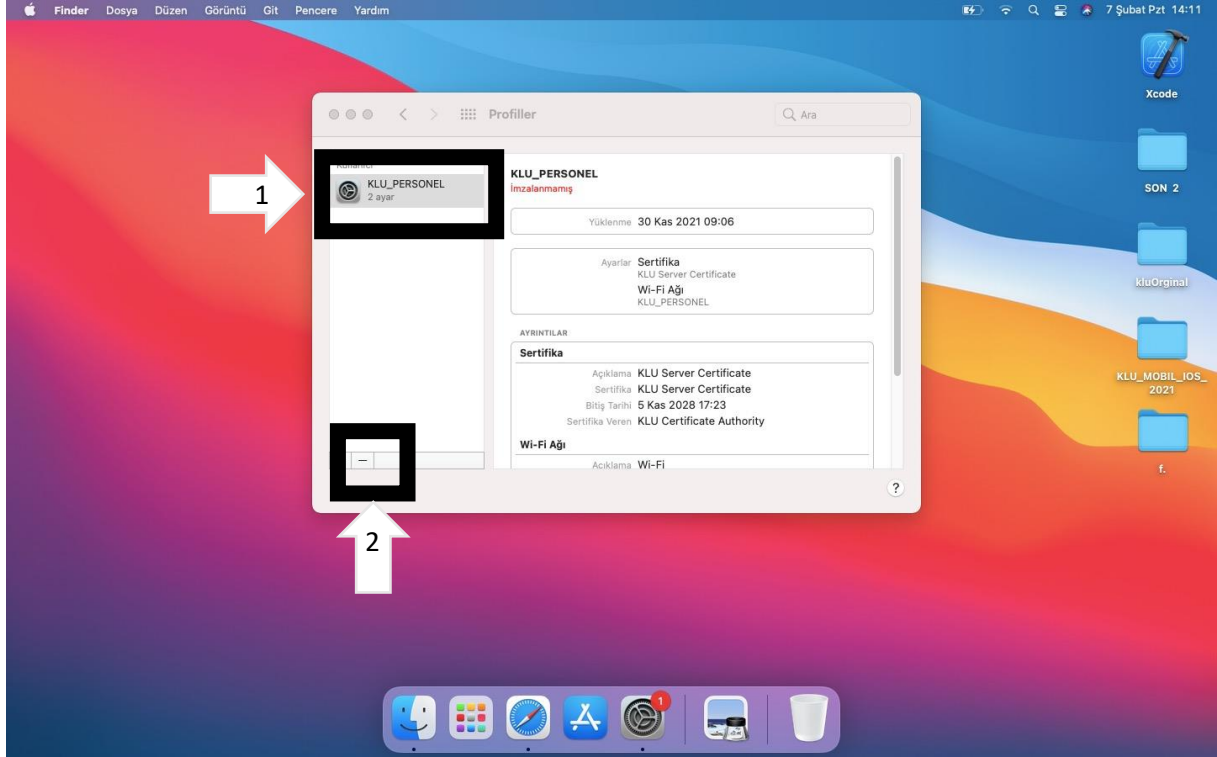 Finder Dosya Düzen Görüntü Git Pencere Yardım
7 Şubat Pzt 14:11
Profiller
Ara
Xcode
SON 2
kluOrginal
KLU_MOBIL_IOS_
2021
f.
1
Kullanıcı
KLU_PERSONEL
2 ayar
2
KLU_PERSONEL
İmzalanmamış
Yüklenme 30 Kas 2021 09:06
Ayarlar Sertifika
KLU Server Certificate
Wi-Fi Ağı
KLU_PERSONEL
AYRINTILAR
Sertifika
Açıklama KLU Server Certificate
Sertifika KLU Server Certificate
Bitiş Tarihi 5 Kas 2028 17:23
Sertifika Veren KLU Certificate Authority
Wi-Fi Ağı
Açıklama Wi-Fi
?
1